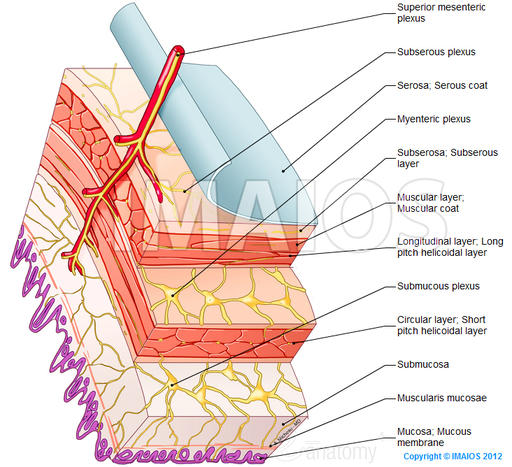 Superior mesenteric
plexus
Subserous plexus
Serosa; Serous coat
Myenteric plexus
Subserosa; Subserous
layer
Muscular layer;
Muscular coat
Longitudinal layer; Long
pitch helicoidal layer
Submucous plexus
Circular layer; Short
pitch helicoidal layer
Submucosa
Muscularis mucosae
Mucosa; Mucous
membrane
Copyright © IMAIOS 2012
IMAIOS
anatomy